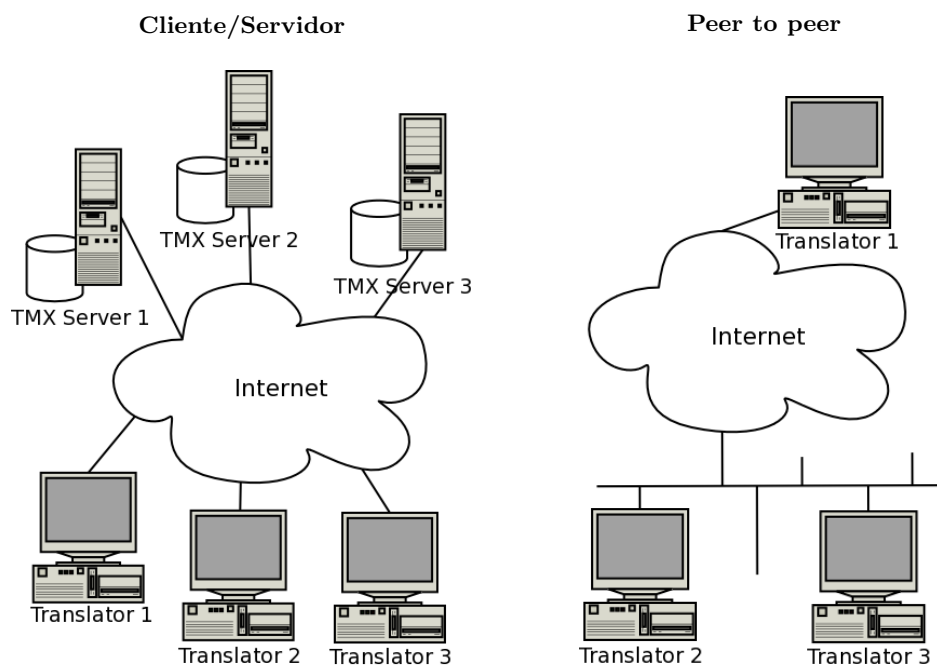 Cliente/Servidor
TMX Server 1
TMX Server 2
TMX Server 3
Internet
Translator 1
Translator 2
Translator 3
Peer to peer
Translator 1
Internet
Translator 2
Translator 3